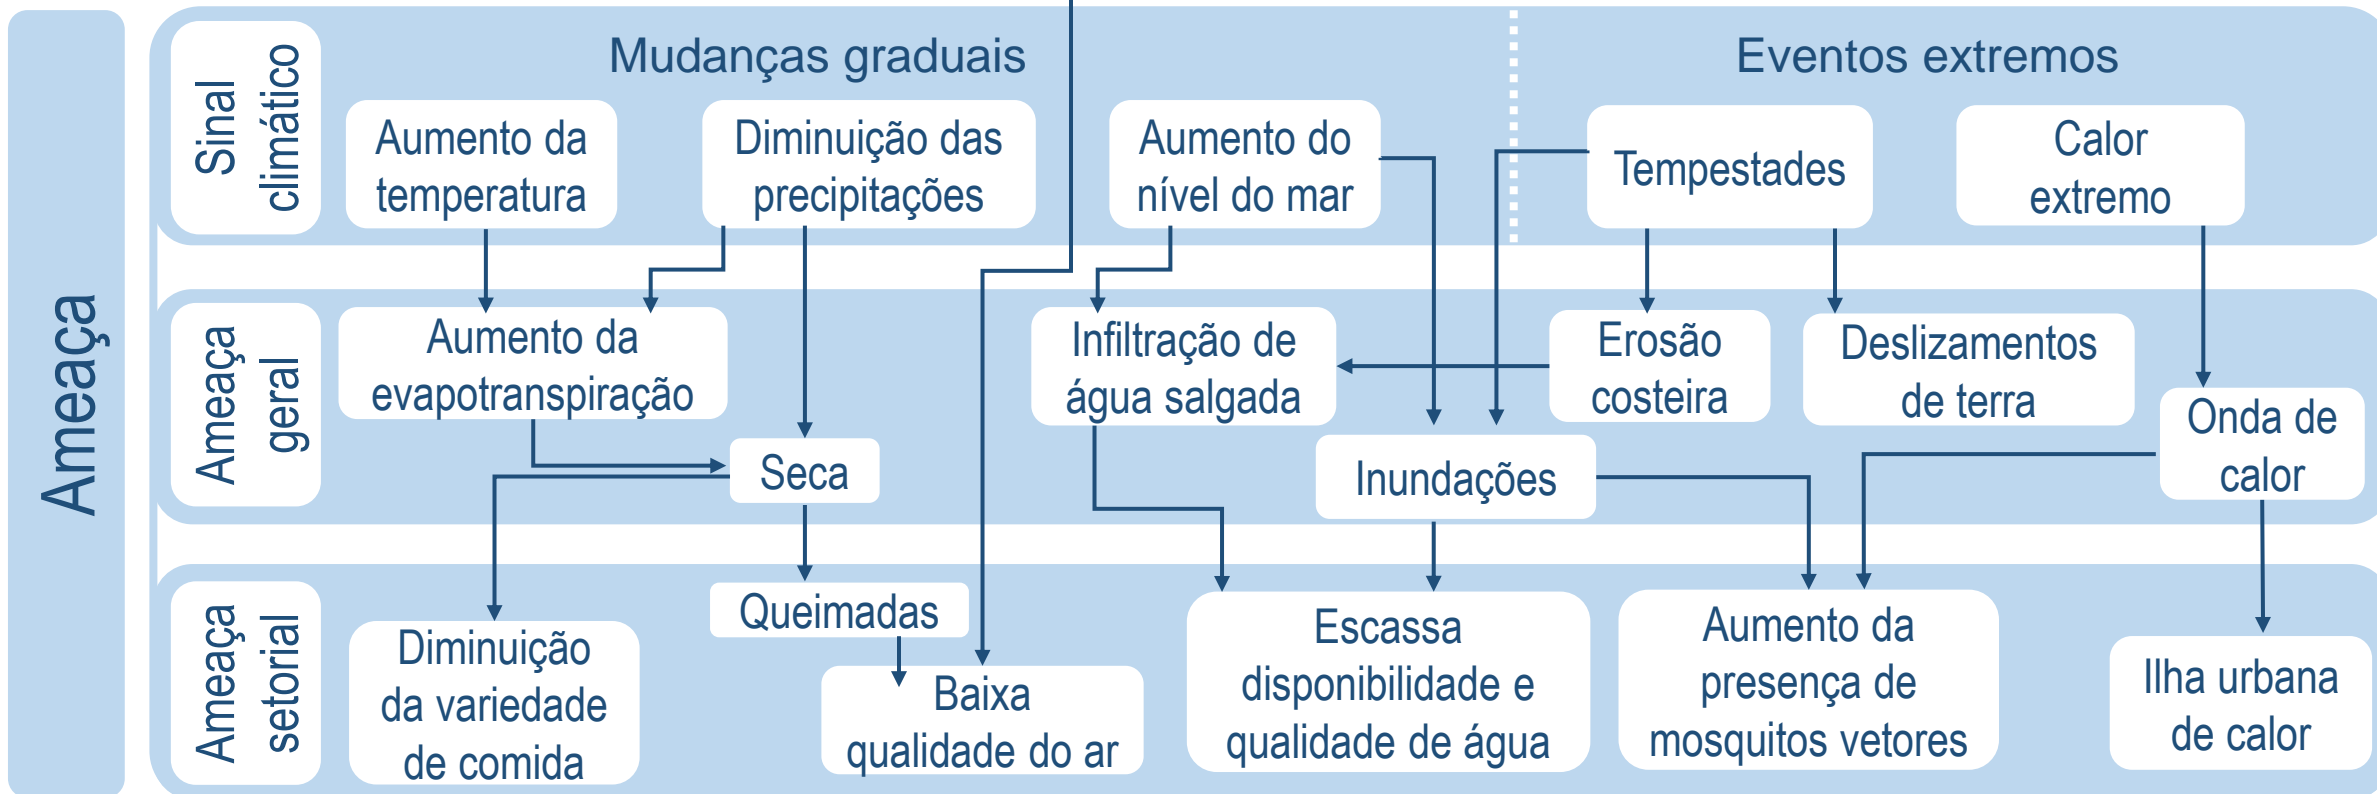 Ameaça
Sinal
climático
Mudanças graduais
Eventos extremos
Aumento da
temperatura
Diminuição das
precipitações
Aumento do
nível do mar
Tempestades
Calor
extremo
Ameaça
geral
Aumento da
evapotranspiração
Seca
Infiltração de
água salgada
Inundações
Erosão
costeira
Deslizamentos
de terra
Onda de
calor
Ameaça
setorial
Diminuição
da variedade
de comida
Queimadas
Baixa
qualidade do ar
Escassa
disponibilidade e
qualidade de água
Aumento da
presença de
mosquitos vetores
Ilha urbana
de calor